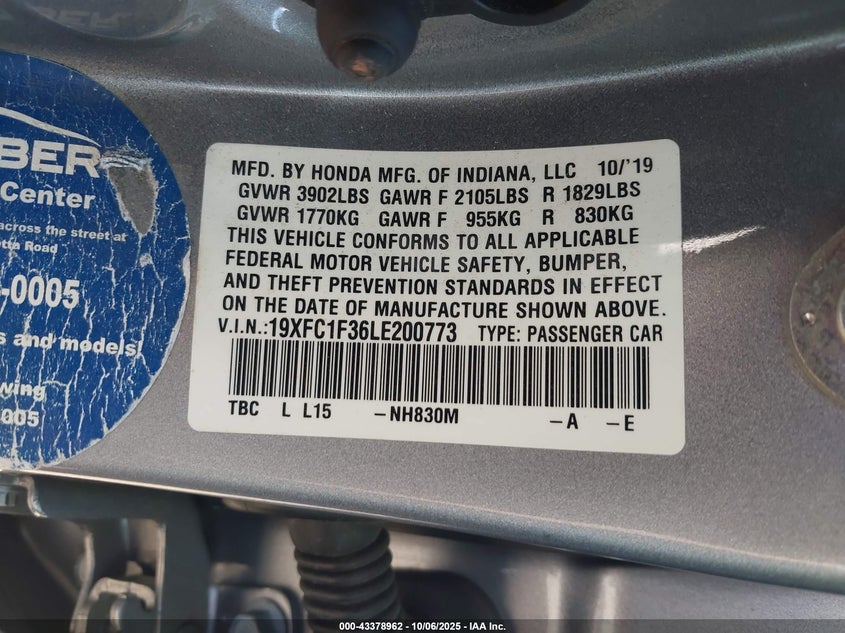 BER
Center
across the street at
etta Road
-0005
s and models
wing
005
MFD. BY HONDA MFG. OF INDIANA, LLC 10/'19
GVWR 3902LBS GAWR F 2105LBS R 1829LBS
GVWR 1770KG GAWR F 955KG R 830KG
THIS VEHICLE CONFORMS TO ALL APPLICABLE
FEDERAL MOTOR VEHICLE SAFETY, BUMPER,
AND THEFT PREVENTION STANDARDS IN EFFECT
ON THE DATE OF MANUFACTURE SHOWN ABOVE.
V.I.N.:19XFC1F36LE200773 TYPE: PASSENGER CAR
TBC L L15 -NH830M -A -E
000-43378962 - 10/06/2025 - IAA Inc.